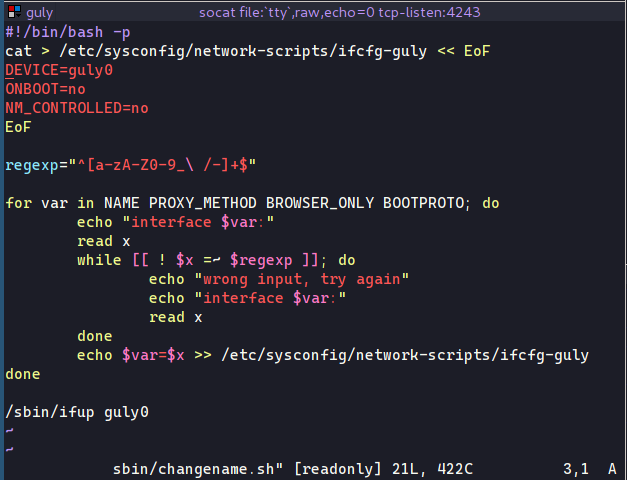 guly socat file:`tty`,raw,echo=0 tcp-listen:4243
#!/bin/bash -p
cat > /etc/sysconfig/network-scripts/ifcfg-guly << EoF
DEVICE=guly0
ONBOOT=no
NM_CONTROLLED=no
EoF

regexp="^[a-zA-Z0-9_\ /-]+$"

for var in NAME PROXY_METHOD BROWSER_ONLY BOOTPROTO; do
        echo "interface $var:"
        read x
        while [[ ! $x =~ $regexp ]]; do
                echo "wrong input, try again"
                echo "interface $var:"
                read x
        done
        echo $var=$x >> /etc/sysconfig/network-scripts/ifcfg-guly
done

/sbin/ifup guly0
~
~
sbin/changename.sh" [readonly] 21L, 422C 3,1 A